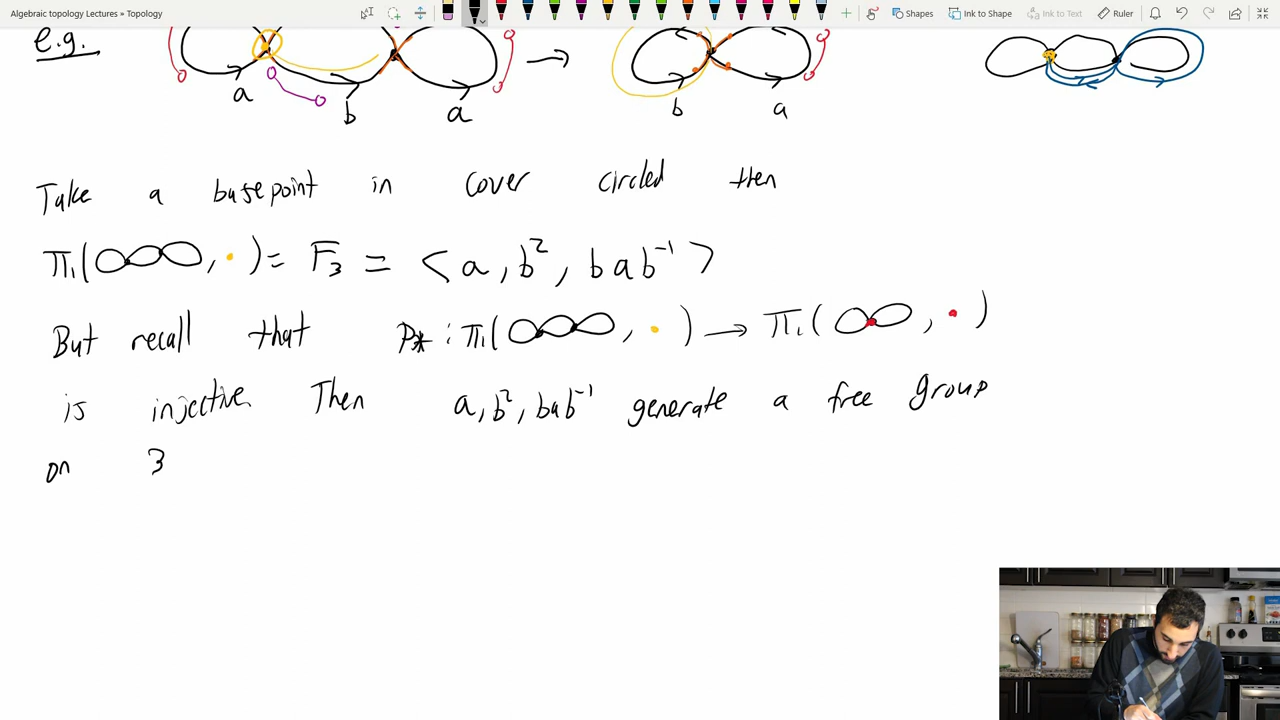 Algebraic topology Lectures » Topology
Shapes Ink to Shape Ink to Text Ruler
e.g.
a b a → b a
Take a basepoint in cover circled then
π₁( , · ) = F₃ = < a, b², bab⁻¹ >
But recall that P* : π₁( , · ) → π₁( , · )
is injective. Then a, b², bab⁻¹ generate a free group
on 3